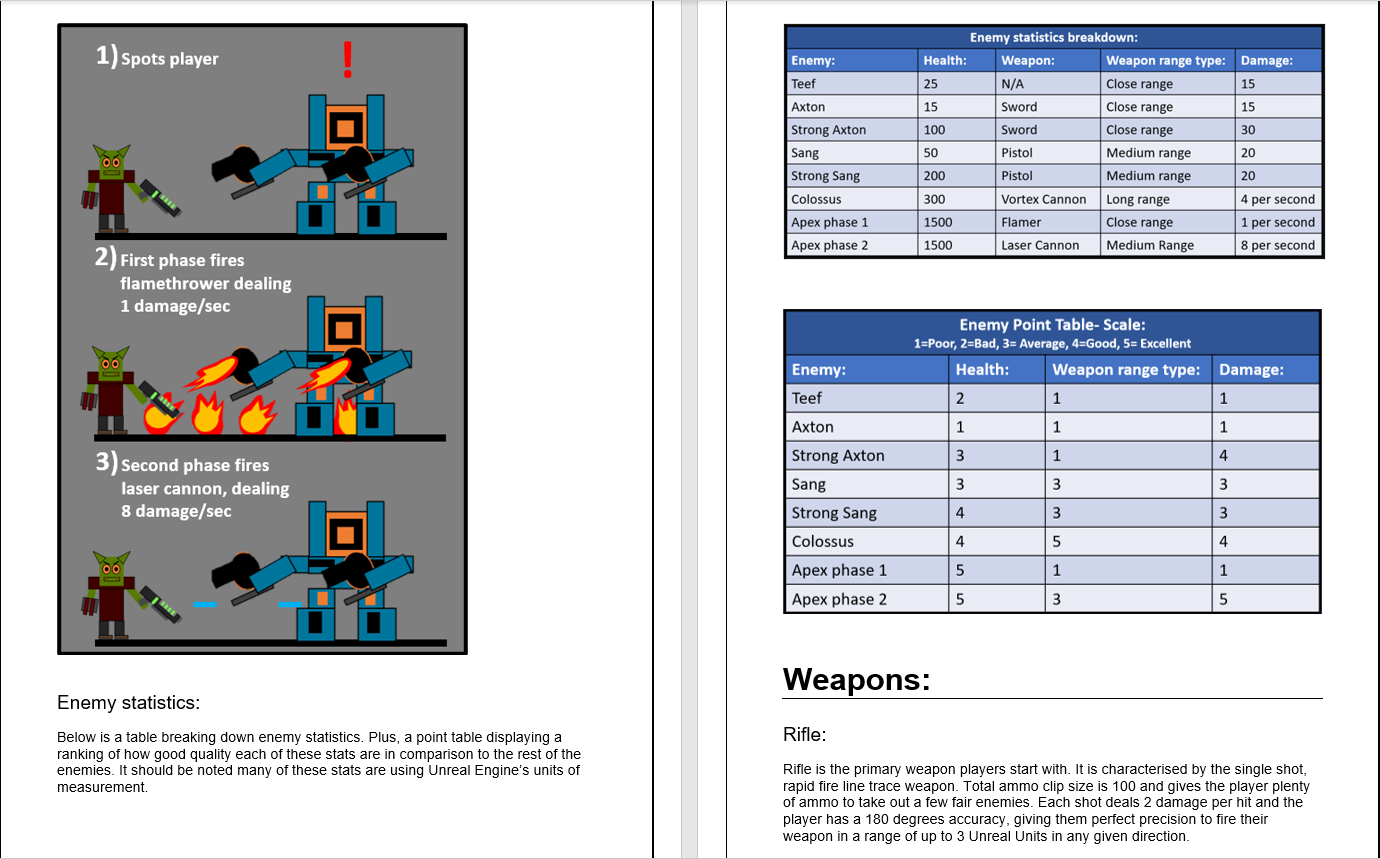 1) Spots player
!
2) First phase fires
flamethrower dealing
1 damage/sec
3) Second phase fires
laser cannon, dealing
8 damage/sec
Enemy statistics:
Below is a table breaking down enemy statistics. Plus, a point table displaying a
ranking of how good quality each of these stats are in comparison to the rest of the
enemies. It should be noted many of these stats are using Unreal Engine’s units of
measurement.
Enemy statistics breakdown:
Enemy: Health: Weapon: Weapon range type: Damage:
Teef 25 N/A Close range 15
Axton 15 Sword Close range 15
Strong Axton 100 Sword Close range 30
Sang 50 Pistol Medium range 20
Strong Sang 200 Pistol Medium range 20
Colossus 300 Vortex Cannon Long range 4 per second
Apex phase 1 1500 Flamer Close range 1 per second
Apex phase 2 1500 Laser Cannon Medium Range 8 per second
Enemy Point Table- Scale:
1=Poor, 2=Bad, 3= Average, 4=Good, 5= Excellent
Enemy: Health: Weapon range type: Damage:
Teef 2 1 1
Axton 1 1 1
Strong Axton 3 1 4
Sang 3 3 3
Strong Sang 4 3 3
Colossus 4 5 4
Apex phase 1 5 1 1
Apex phase 2 5 3 5
Weapons:
Rifle:
Rifle is the primary weapon players start with. It is characterised by the single shot,
rapid fire line trace weapon. Total ammo clip size is 100 and gives the player plenty
of ammo to take out a few fair enemies. Each shot deals 2 damage per hit and the
player has a 180 degrees accuracy, giving them perfect precision to fire their
weapon in a range of up to 3 Unreal Units in any given direction.